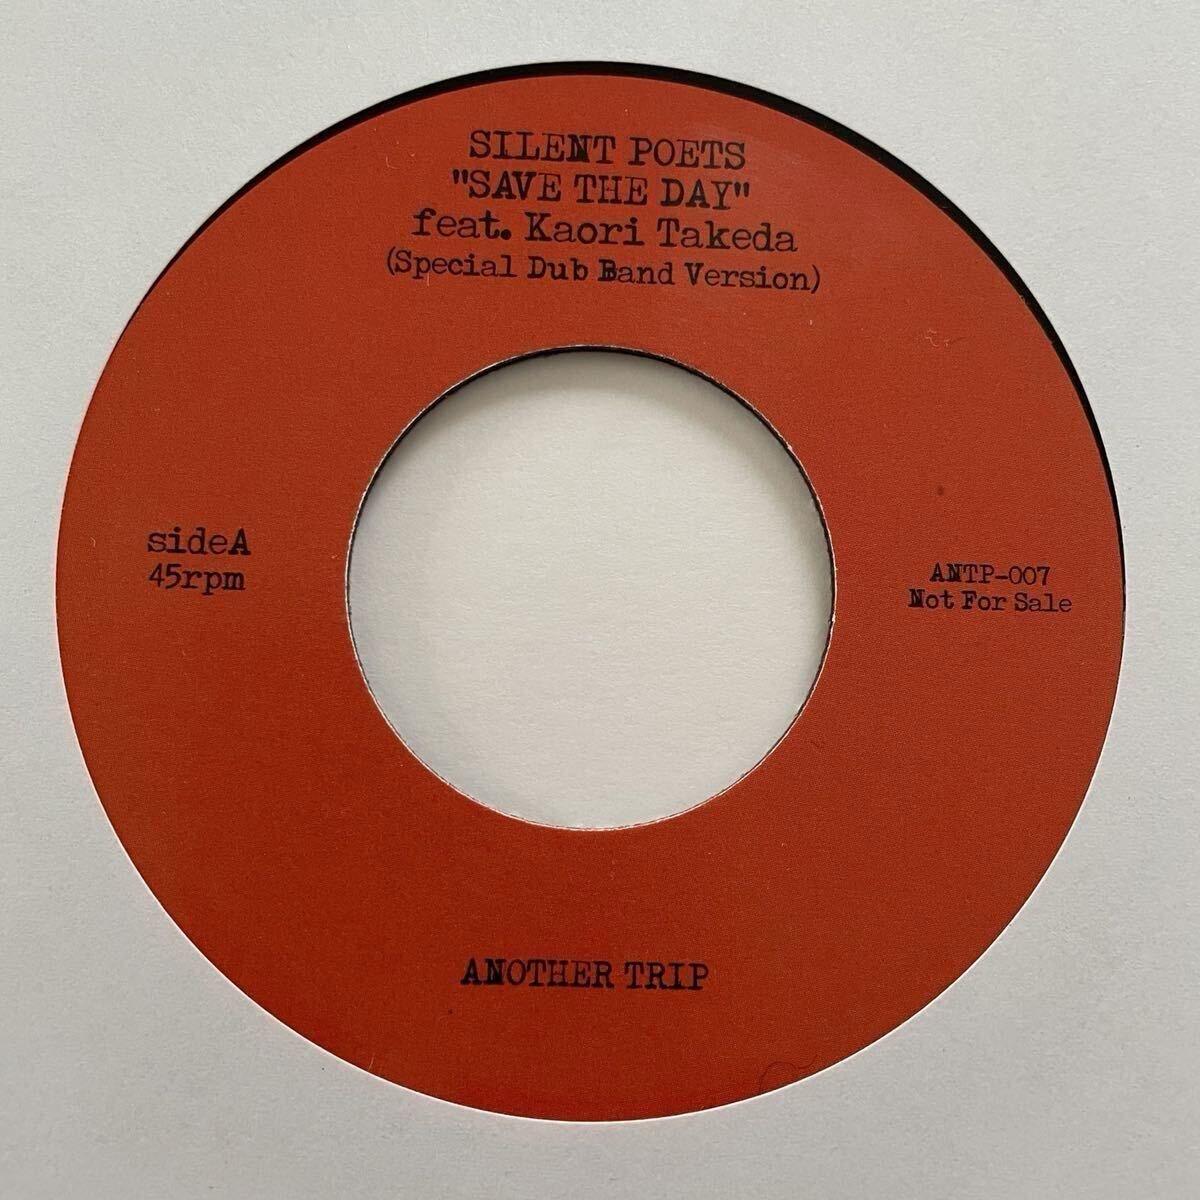 SILENT POETS
"SAVE THE DAY"
feat. Kaori Takeda
(Special Dub Band Version)
sideA
45rpm
ANTP-007
Not For Sale
ANOTHER TRIP